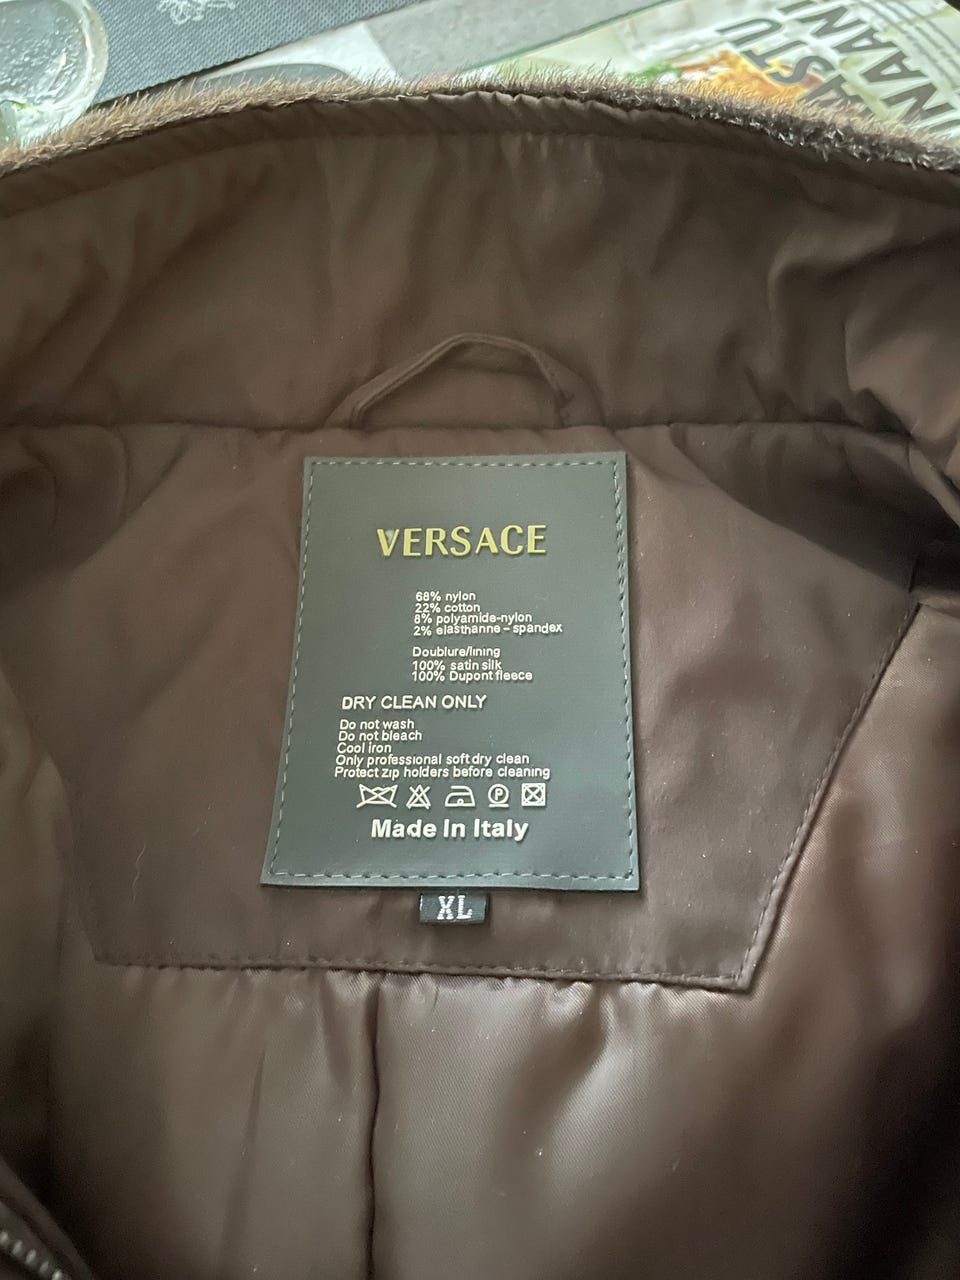 VERSACE
68% nylon
22% cotton
8% polyamide-nylon
2% elasthanne - spandex
Doublure/lining
100% satin silk
100% Dupont fleece
DRY CLEAN ONLY
Do not wash
Do not bleach
Cool iron
Only professional soft dry clean
Protect zip holders before cleaning
P
Made In Italy
XL